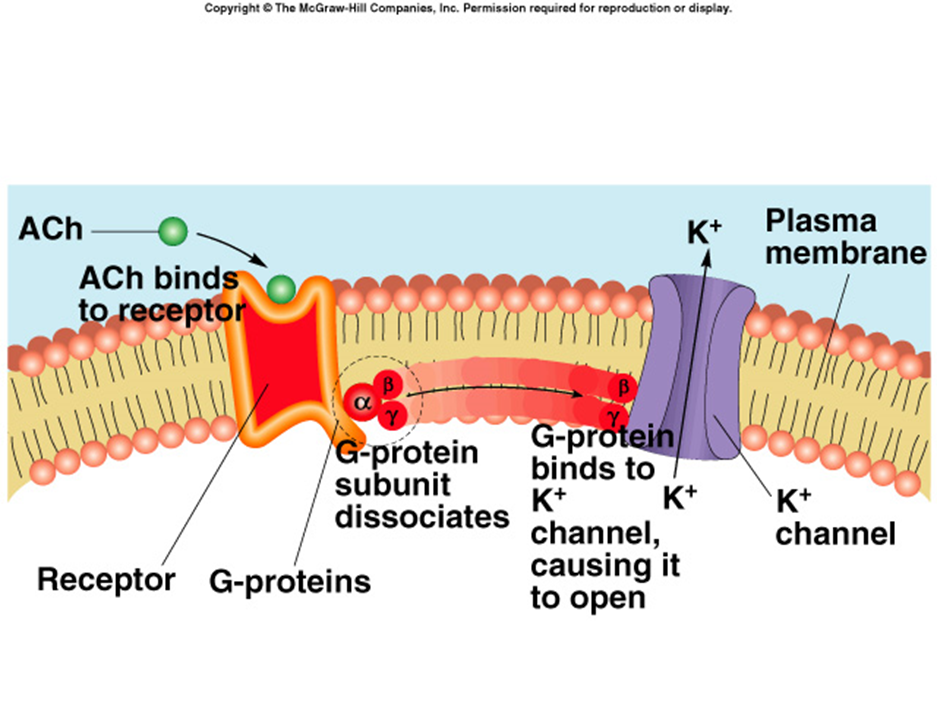 Copyright © The McGraw-Hill Companies, Inc. Permission required for reproduction or display.
ACh
ACh binds
to receptor
K⁺
Plasma
membrane
α
β
γ
β
γ
G-protein
subunit
dissociates
G-protein
binds to
K⁺
channel,
causing it
to open
K⁺
K⁺
channel
Receptor
G-proteins